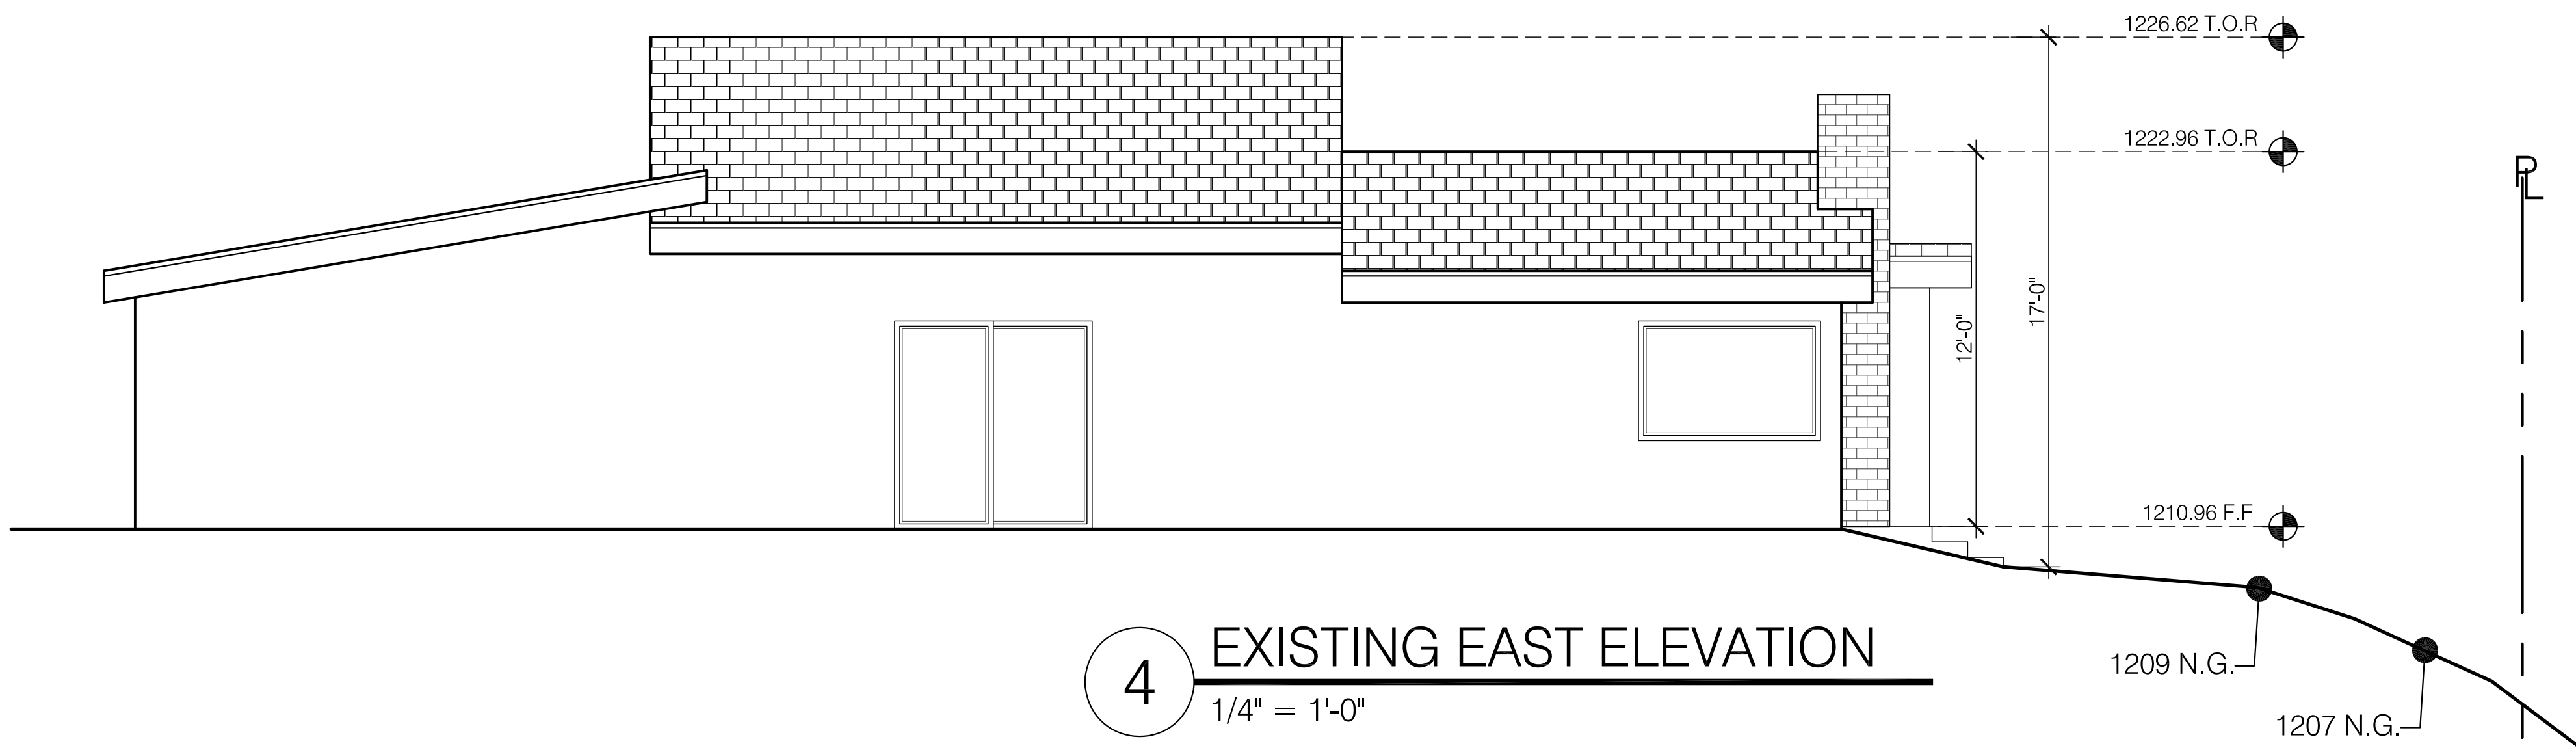 1226.62 T.O.R
1222.96 T.O.R
PL
17'-0"
12'-0"
1210.96 F.F
4
EXISTING EAST ELEVATION
1/4" = 1'-0"
1209 N.G.
1207 N.G.